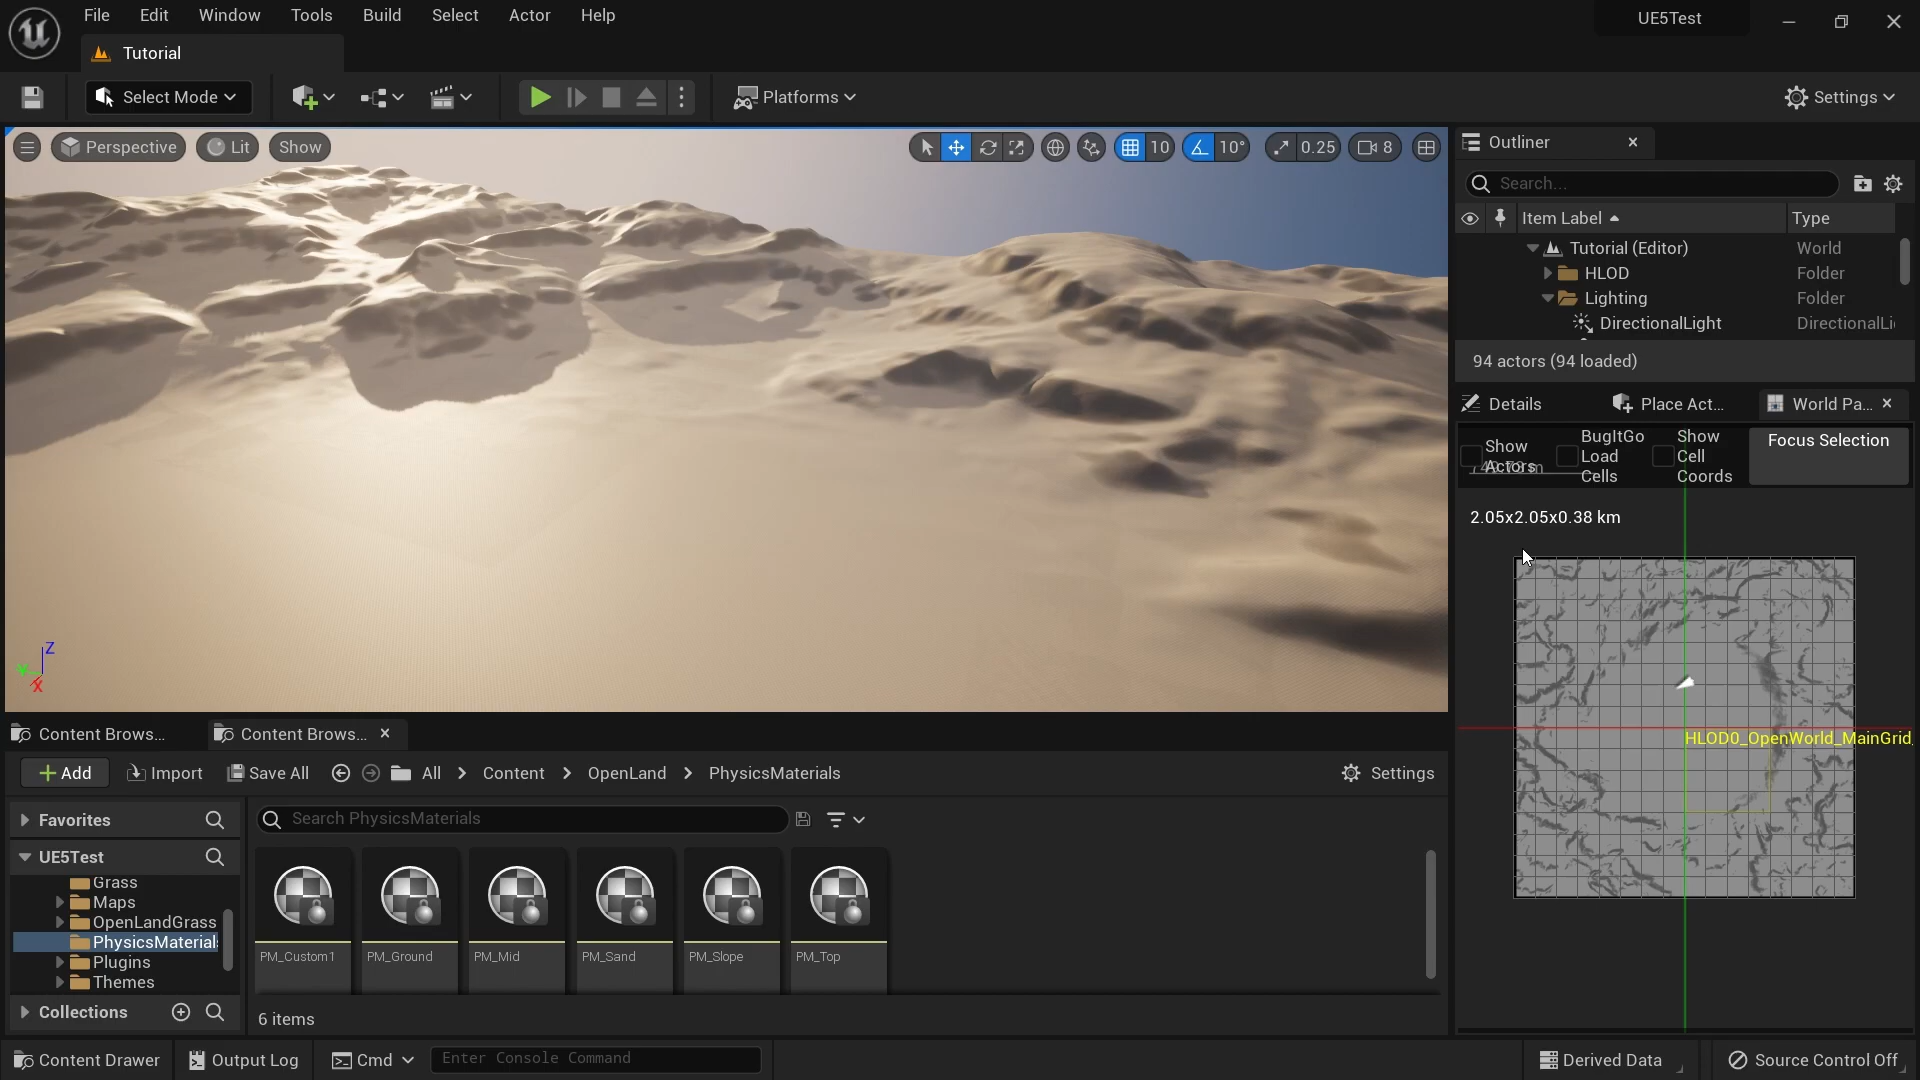 File Edit Window Tools Build Select Actor Help UE5Test
Tutorial
Select Mode Platforms Settings
Perspective Lit Show 10 10° 0.25 8
Outliner
Search...
Item Label Type
Tutorial (Editor) World
HLOD Folder
Lighting Folder
DirectionalLight DirectionalLi
94 actors (94 loaded)
Details Place Act... World Pa...
Show Actors BugItGo Load Cells Show Cell Coords Focus Selection
2.05x2.05x0.38 km
HLOD0_OpenWorld_MainGrid
Z
Y
X
Content Brows... Content Brows...
Add Import Save All All Content OpenLand PhysicsMaterials Settings
Favorites Search PhysicsMaterials
UE5Test
Grass
Maps
OpenLandGrass
PhysicsMaterials
Plugins
Themes
Collections
PM_Custom1 PM_Ground PM_Mid PM_Sand PM_Slope PM_Top
6 items
Content Drawer Output Log Cmd Enter Console Command Derived Data Source Control Off